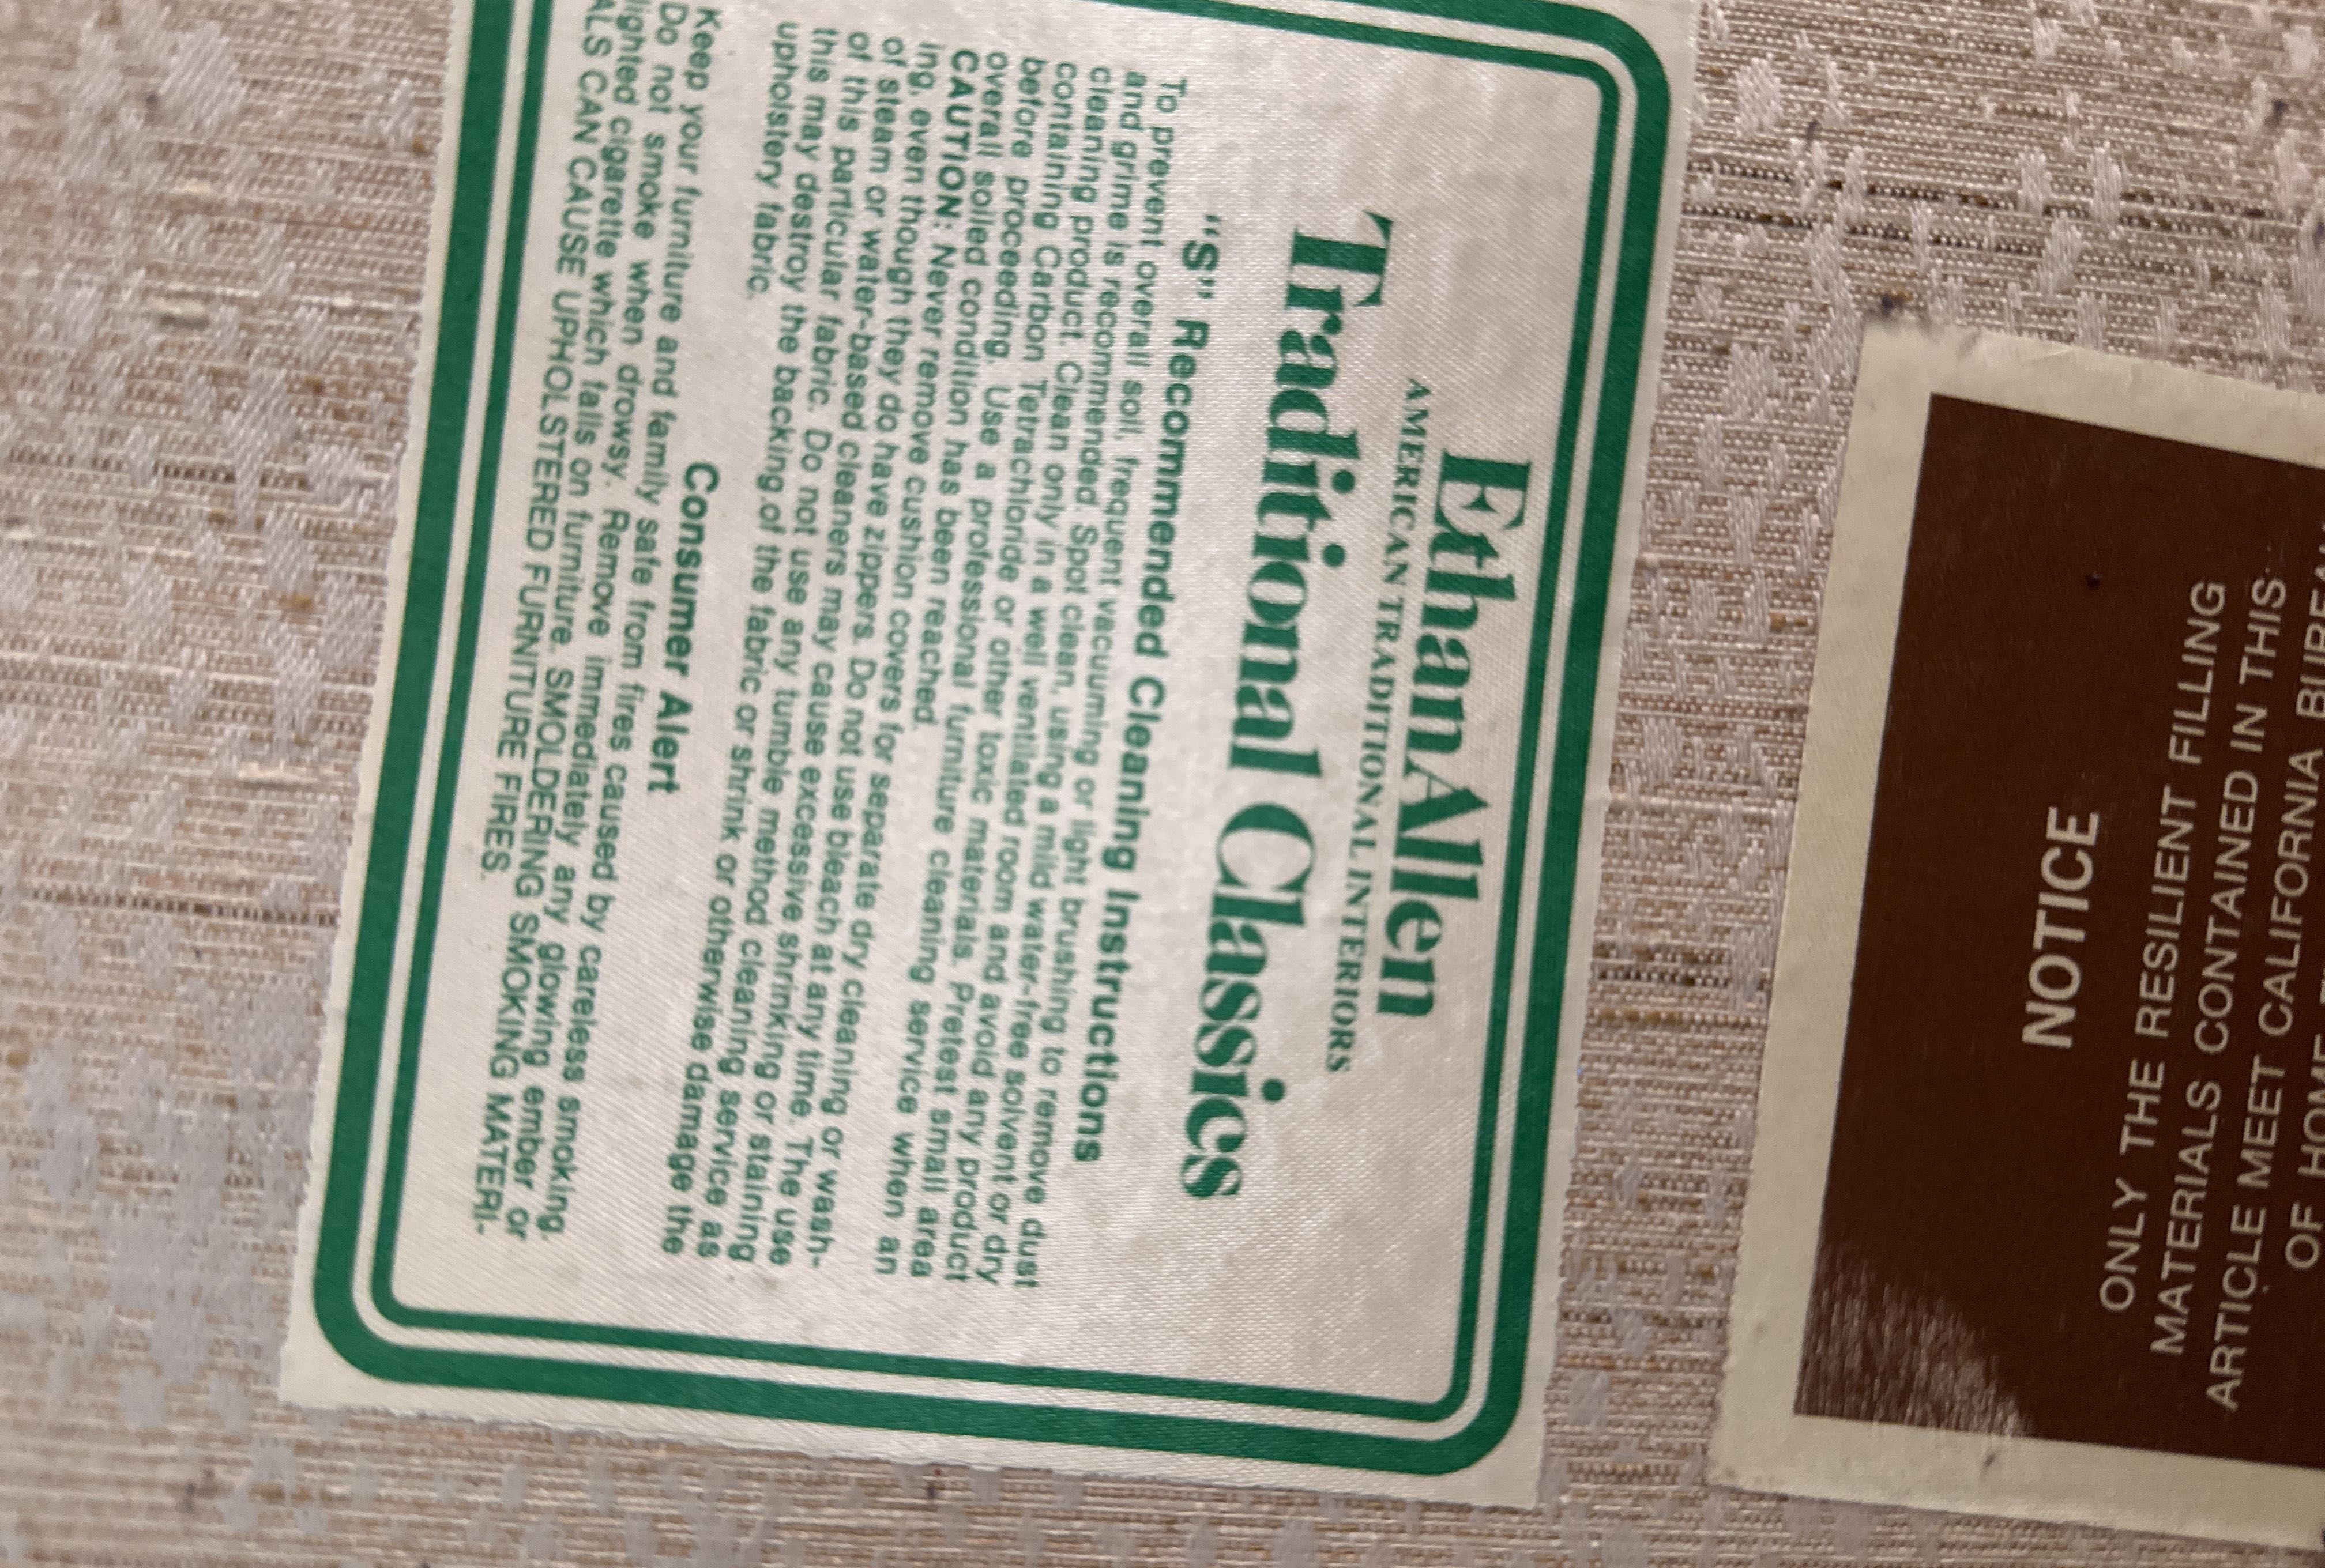 Ethan Allen
AMERICAN TRADITIONAL INTERIORS
Traditional Classics
"S" Recommended Cleaning Instructions
To prevent overall soil, frequent vacuuming or light brushing to remove dust
and grime is recommended. Spot clean, using a mild water-free solvent or dry
cleaning product. Clean only in a well ventilated room and avoid any product
containing Carbon Tetrachloride or other toxic materials. Pretest small area
before proceeding. Use a professional furniture cleaning service when an
overall soiled condition has been reached.
CAUTION: Never remove cushion covers for separate dry cleaning or wash-
ing, even though they do have zippers. Do not use bleach at any time. The use
of steam or water-based cleaners may cause excessive shrinking or staining
of this particular fabric. Do not use any tumble method cleaning service as
this may destroy the backing of the fabric or shrink or otherwise damage the
upholstery fabric.
Consumer Alert
Keep your furniture and family safe from fires caused by careless smoking.
Do not smoke when drowsy. Remove immediately any glowing ember or
lighted cigarette which falls on furniture. SMOLDERING SMOKING MATERI-
ALS CAN CAUSE UPHOLSTERED FURNITURE FIRES.
NOTICE
ONLY THE RESILIENT FILLING
MATERIALS CONTAINED IN THIS
ARTICLE MEET CALIFORNIA BUREAU
OF HOME